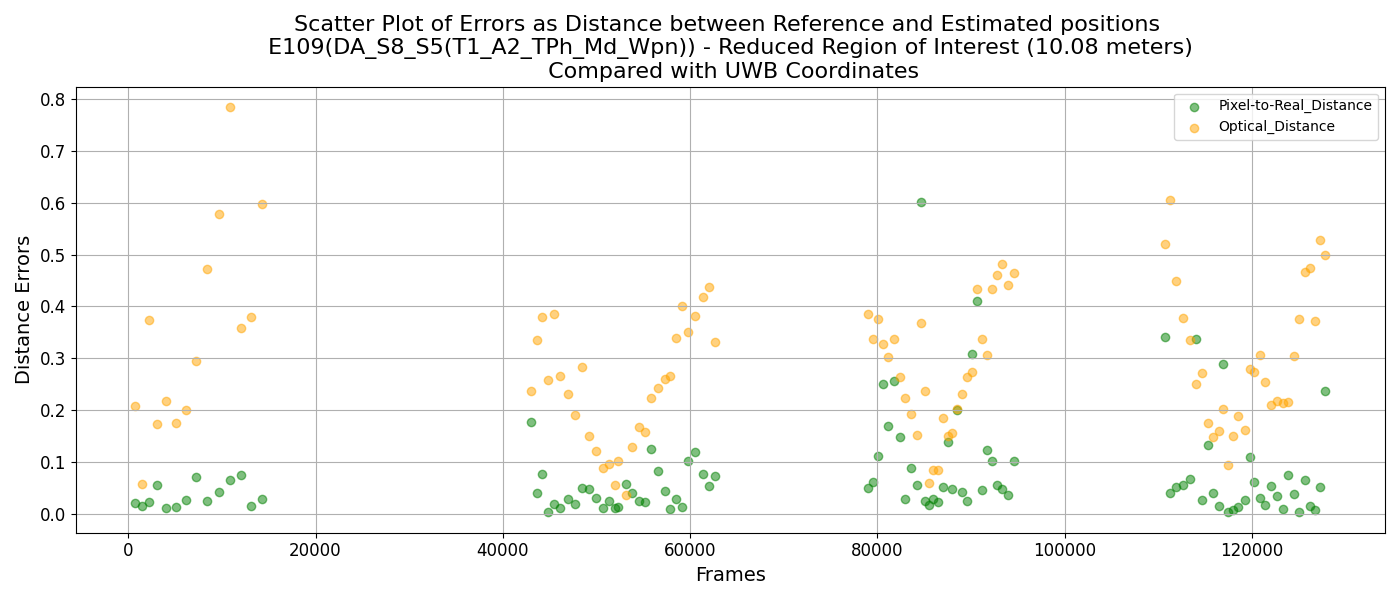 Scatter Plot of Errors as Distance between Reference and Estimated positions
E109(DA_S8_S5(T1_A2_TPh_Md_Wpn)) - Reduced Region of Interest (10.08 meters)
Compared with UWB Coordinates
Pixel-to-Real_Distance
Optical_Distance
Distance Errors
0.8
0.7
0.6
0.5
0.4
0.3
0.2
0.1
0.0
0 20000 40000 60000 80000 100000 120000
Frames